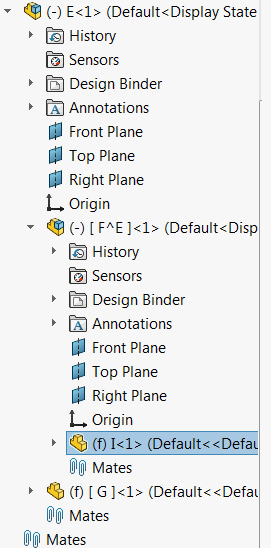 (-) E<1> (Default<Display State
History
Sensors
Design Binder
Annotations
Front Plane
Top Plane
Right Plane
Origin
(-) [ F^E ]<1> (Default<Disp
History
Sensors
Design Binder
Annotations
Front Plane
Top Plane
Right Plane
Origin
(f) I<1> (Default<<Defau
Mates
(f) [ G ]<1> (Default<<Defau
Mates
Mates